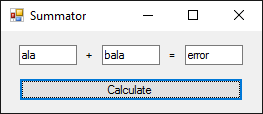 Summator
ala + bala = error
Calculate